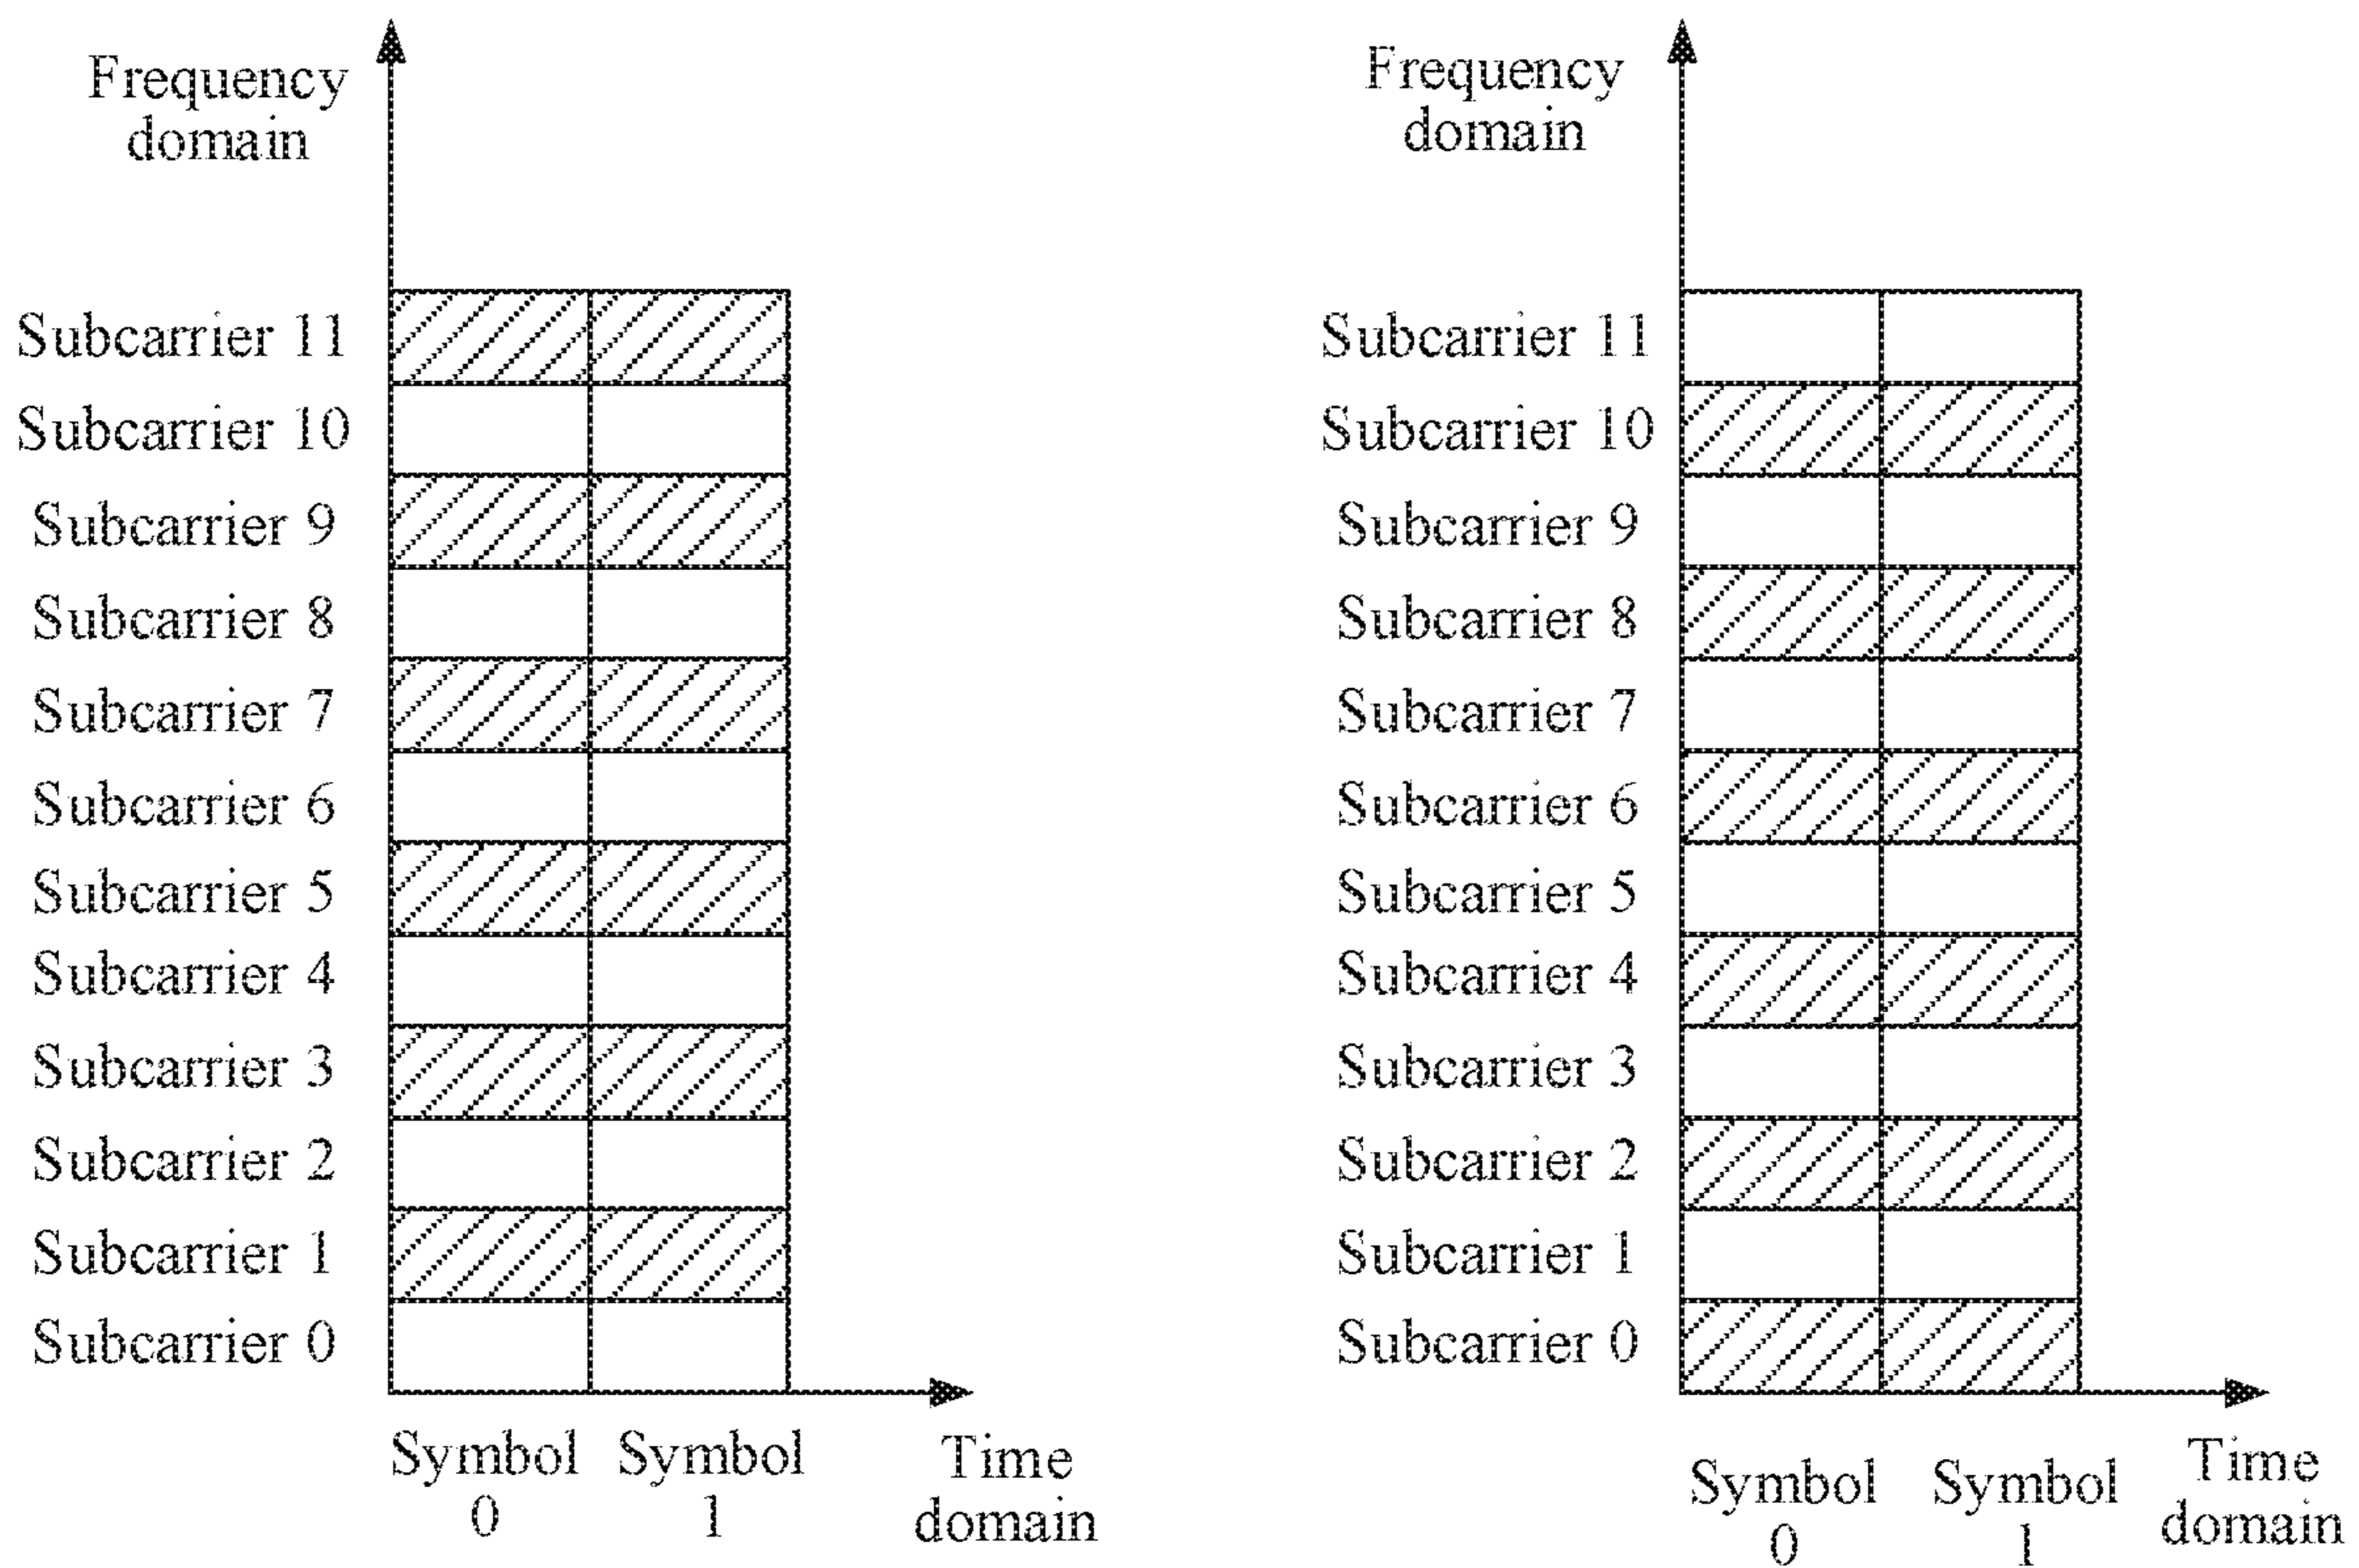 Frequency
domain
Subcarrier 11
Subcarrier 10
Subcarrier 9
Subcarrier 8
Subcarrier 7
Subcarrier 6
Subcarrier 5
Subcarrier 4
Subcarrier 3
Subcarrier 2
Subcarrier 1
Subcarrier 0
Symbol
0
Symbol
1
Time
domain
Frequency
domain
Subcarrier 11
Subcarrier 10
Subcarrier 9
Subcarrier 8
Subcarrier 7
Subcarrier 6
Subcarrier 5
Subcarrier 4
Subcarrier 3
Subcarrier 2
Subcarrier 1
Subcarrier 0
Symbol
0
Symbol
1
Time
domain